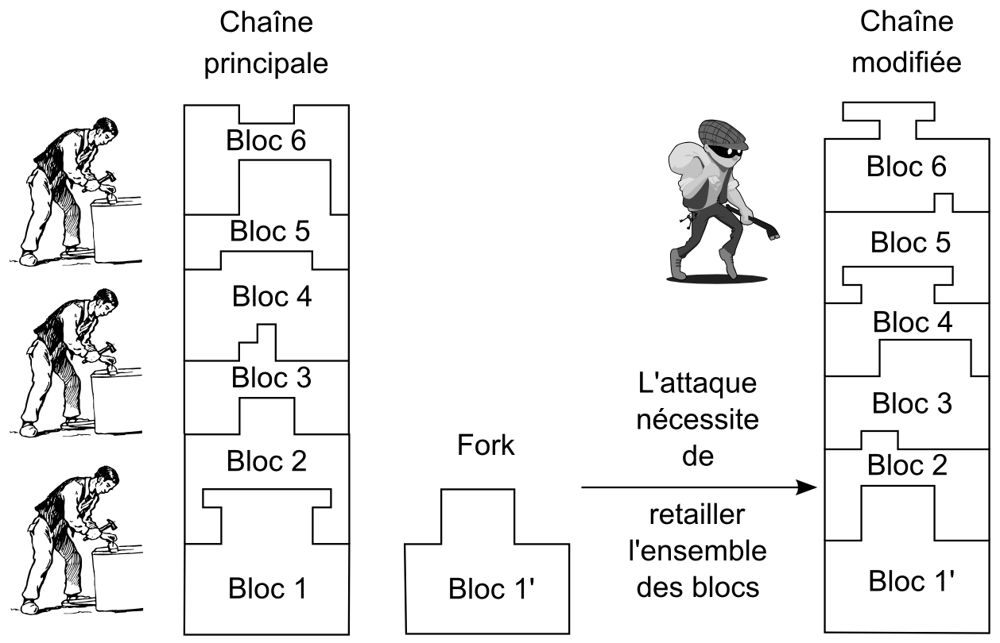 Chaîne
principale
Bloc 6
Bloc 5
Bloc 4
Bloc 3
Bloc 2
Bloc 1
Fork
Bloc 1'
L'attaque
nécessite
de
retailler
l'ensemble
des blocs
Chaîne
modifiée
Bloc 6
Bloc 5
Bloc 4
Bloc 3
Bloc 2
Bloc 1'